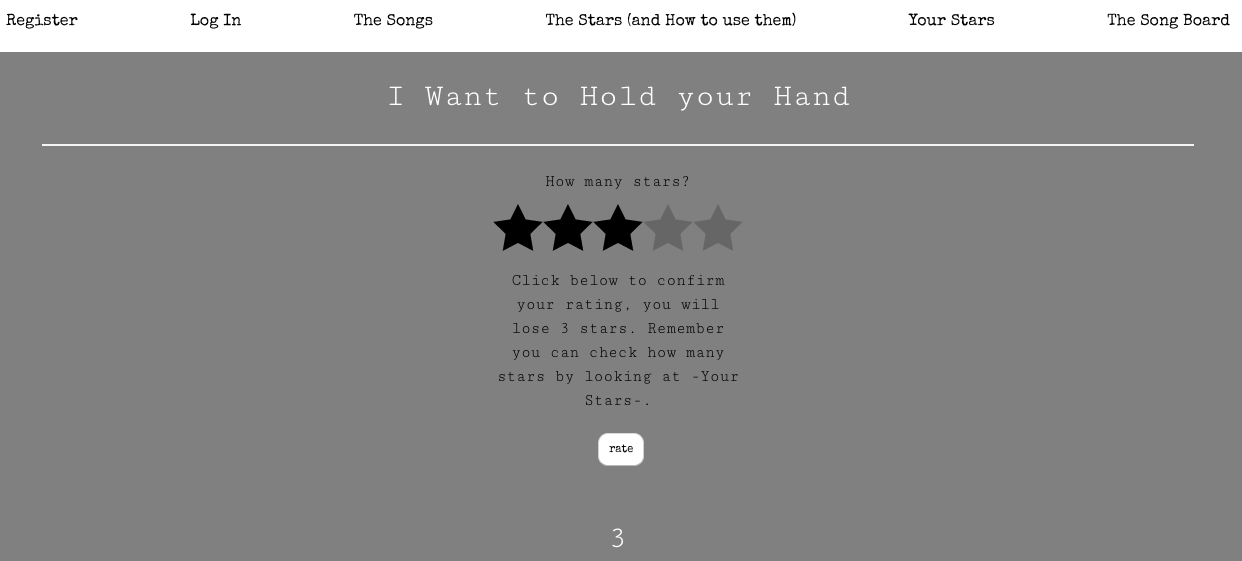 Register Log In The Songs The Stars (and How to use them) Your Stars The Song Board
I Want to Hold your Hand
How many stars?
Click below to confirm
your rating, you will
lose 3 stars. Remember
you can check how many
stars by looking at -Your
Stars-.
rate
3